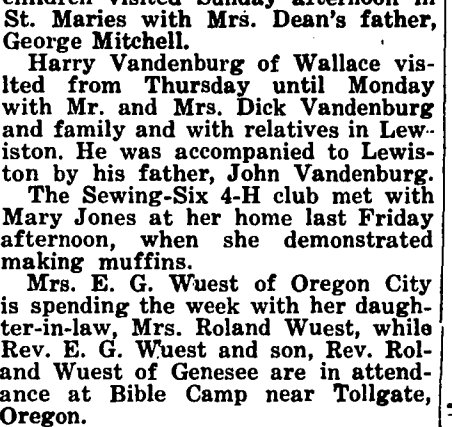 children visited Sunday afternoon in
St. Maries with Mrs. Dean's father,
George Mitchell.
Harry Vandenburg of Wallace vis-
lted from Thursday until Monday
with Mr. and Mrs. Dick Vandenburg
and family and with relatives in Lew-
iston. He was accompanied to Lewis-
ton by his father, John Vandenburg.
The Sewing-Six 4-H club met with
Mary Jones at her home last Friday
afternoon, when she demonstrated
making muffins.
Mrs. E. G. Wuest of Oregon City
is spending the week with her daugh-
ter-in-law, Mrs. Roland Wuest, while
Rev. E. G. Wuest and son, Rev. Rol-
and Wuest of Genesee are in attend-
ance at Bible Camp near Tollgate,
Oregon.